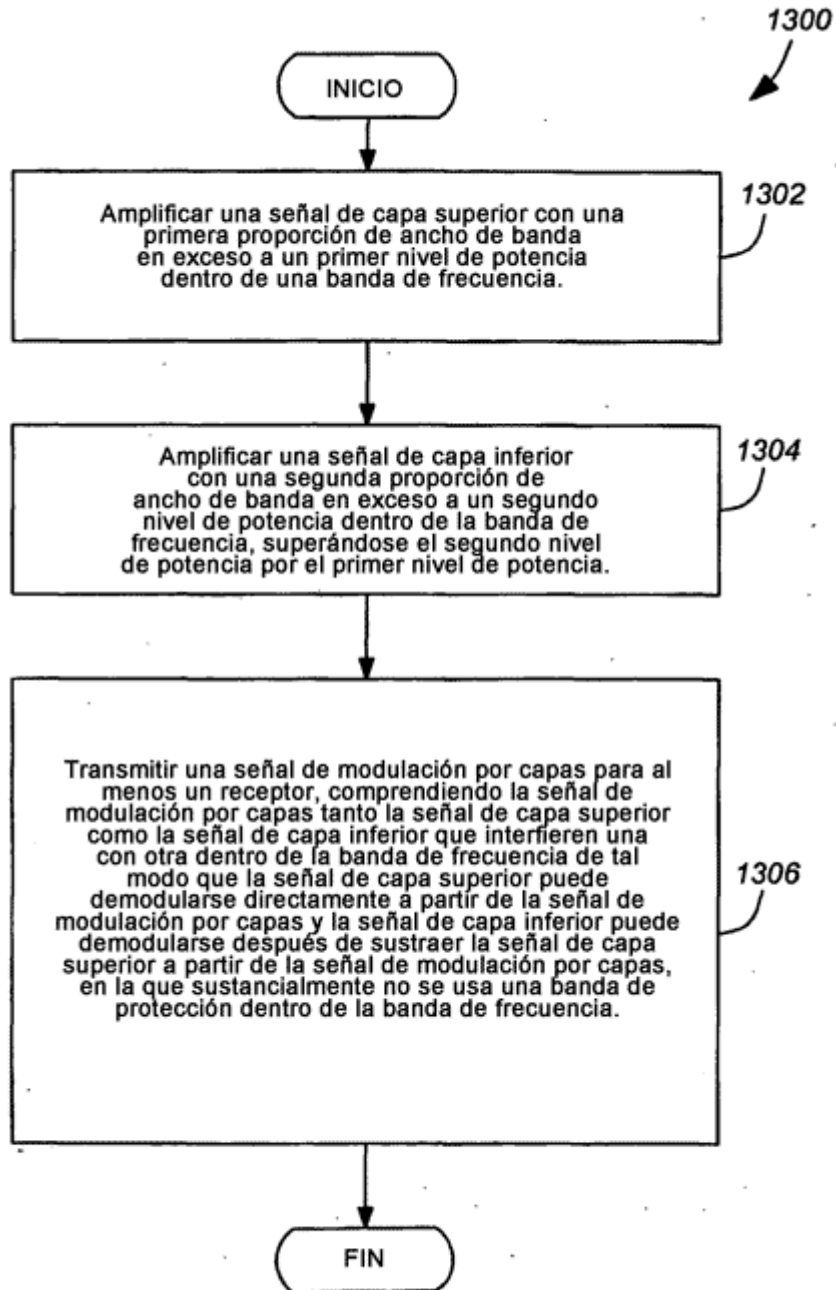 1300
INICIO
Amplificar una señal de capa superior con una
primera proporción de ancho de banda
en exceso a un primer nivel de potencia
dentro de una banda de frecuencia.
1302
Amplificar una señal de capa inferior
con una segunda proporción de
ancho de banda en exceso a un segundo
nivel de potencia dentro de la banda de
frecuencia, superándose el segundo nivel
de potencia por el primer nivel de potencia.
1304
Transmitir una señal de modulación por capas para al
menos un receptor, comprendiendo la señal de
modulación por capas tanto la señal de capa superior
como la señal de capa inferior que interfieren una
con otra dentro de la banda de frecuencia de tal
modo que la señal de capa superior puede
demodularse directamente a partir de la señal de
modulación por capas y la señal de capa inferior puede
demodularse después de sustraer la señal de capa
superior a partir de la señal de modulación por capas,
en la que sustancialmente no se usa una banda de
protección dentro de la banda de frecuencia.
1306
FIN